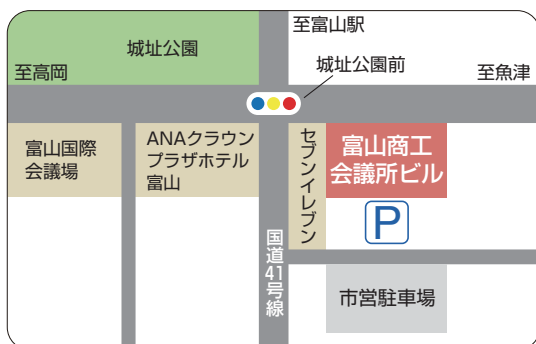 至富山駅
城址公園
城址公園前
至高岡
至魚津
富山国際
会議場
ANAクラウン
プラザホテル
富山
セブンイレブン
富山商工
会議所ビル
P
国道41号線
市営駐車場